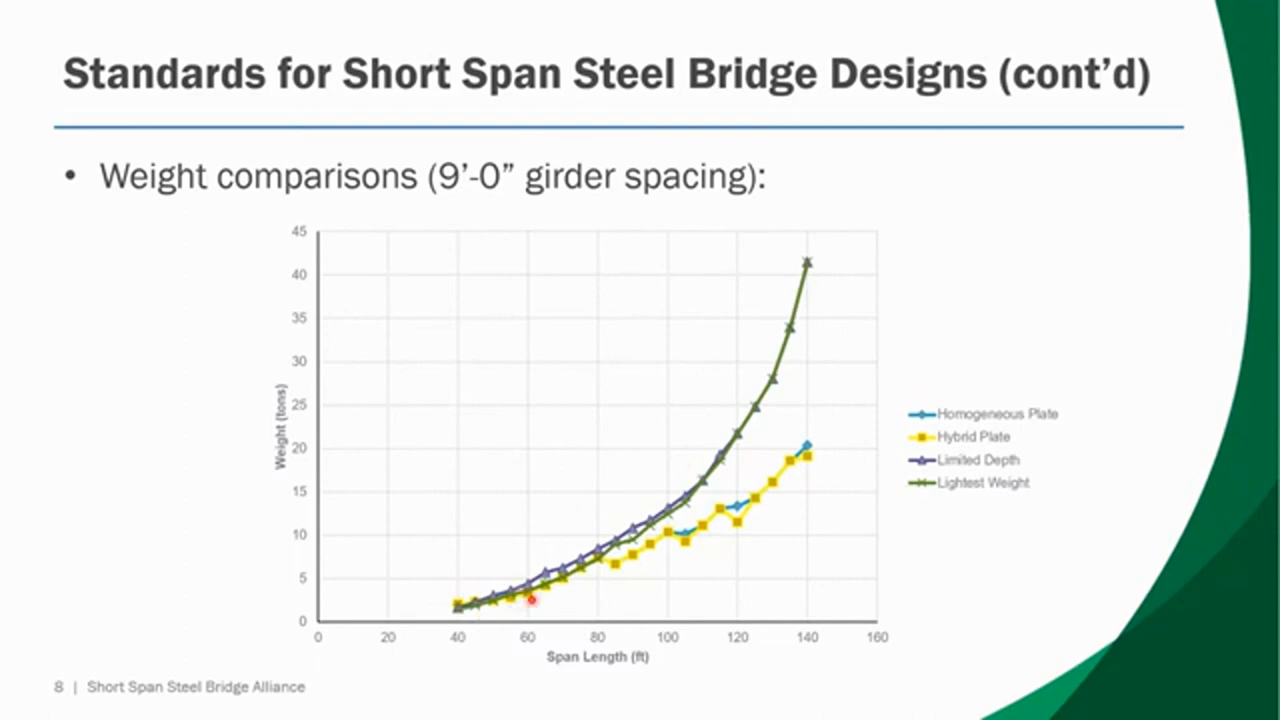 Standards for Short Span Steel Bridge Designs (cont’d)
• Weight comparisons (9’-0” girder spacing):
45
40
35
30
25
20
15
10
5
0
Weight (tons)
0 20 40 60 80 100 120 140 160
Span Length (ft)
Homogeneous Plate
Hybrid Plate
Limited Depth
Lightest Weight
8 | Short Span Steel Bridge Alliance